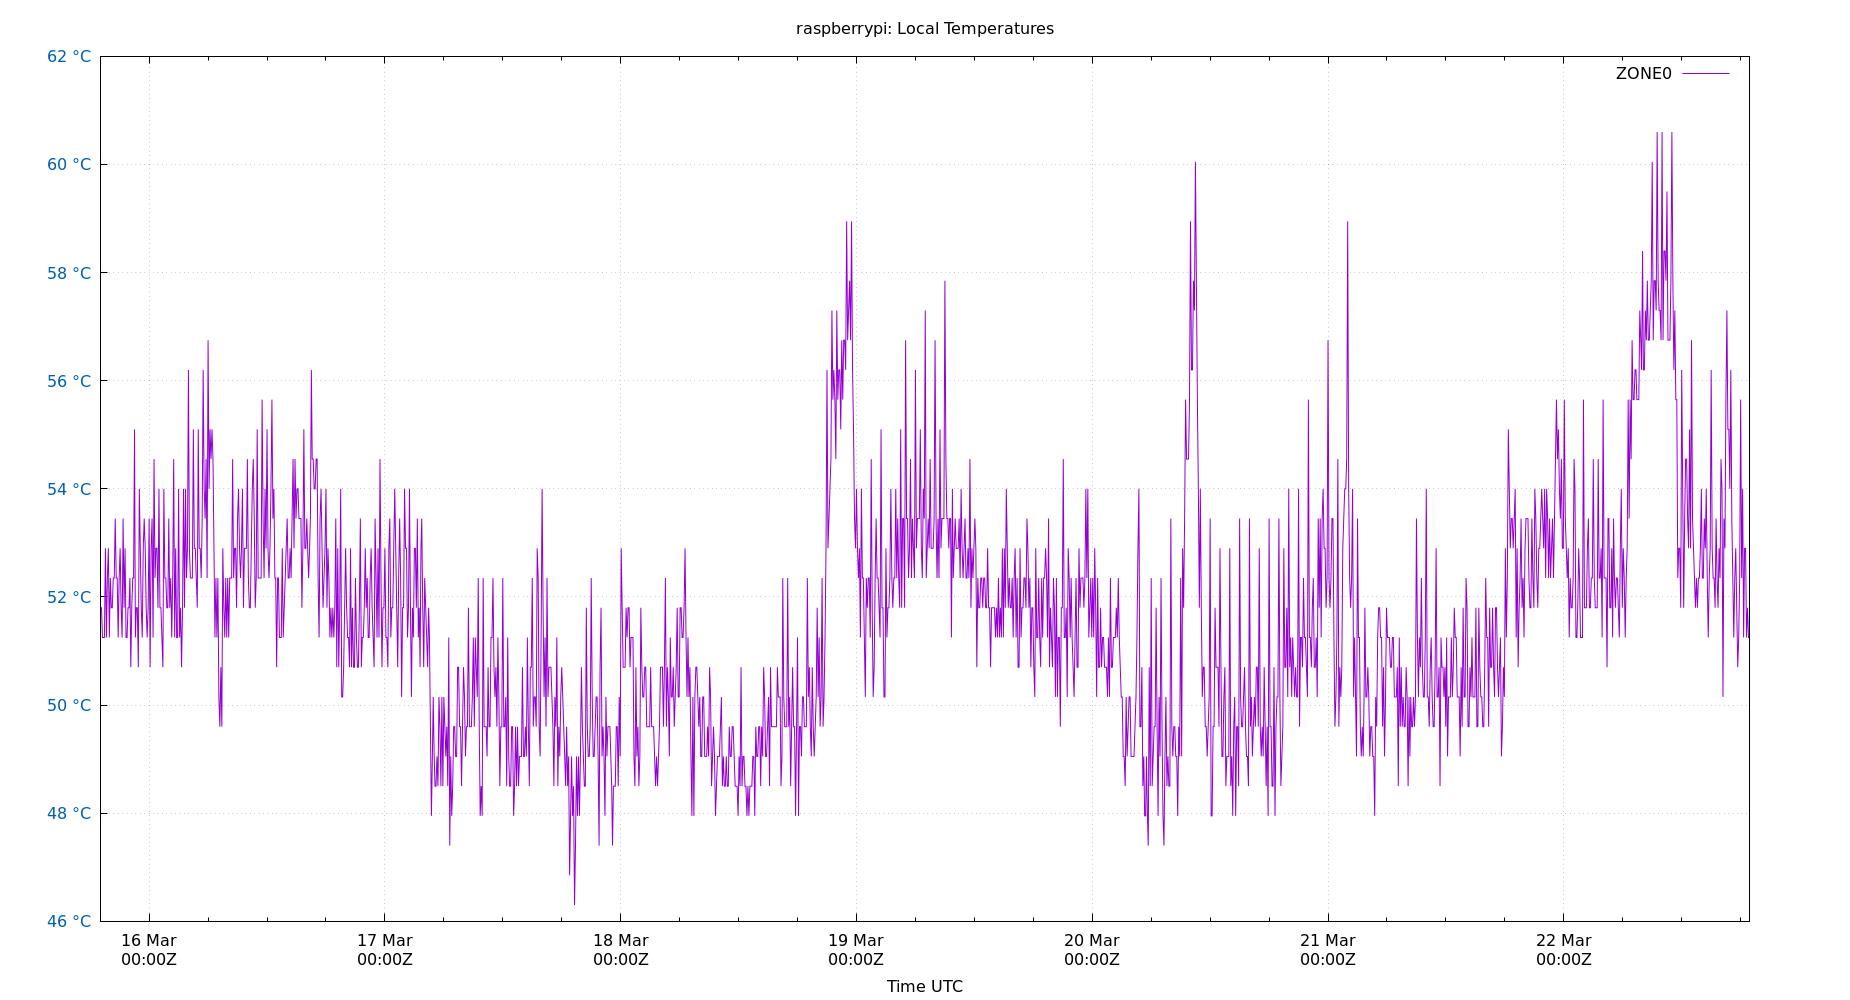 raspberrypi: Local Temperatures
62 °C
ZONE0
60 °C
58 °C
56 °C
54 °C
52 °C
50 °C
48 °C
46 °C
16 Mar 17 Mar 18 Mar 19 Mar 20 Mar 21 Mar 22 Mar
00:00Z 00:00Z 00:00Z 00:00Z 00:00Z 00:00Z 00:00Z
Time UTC